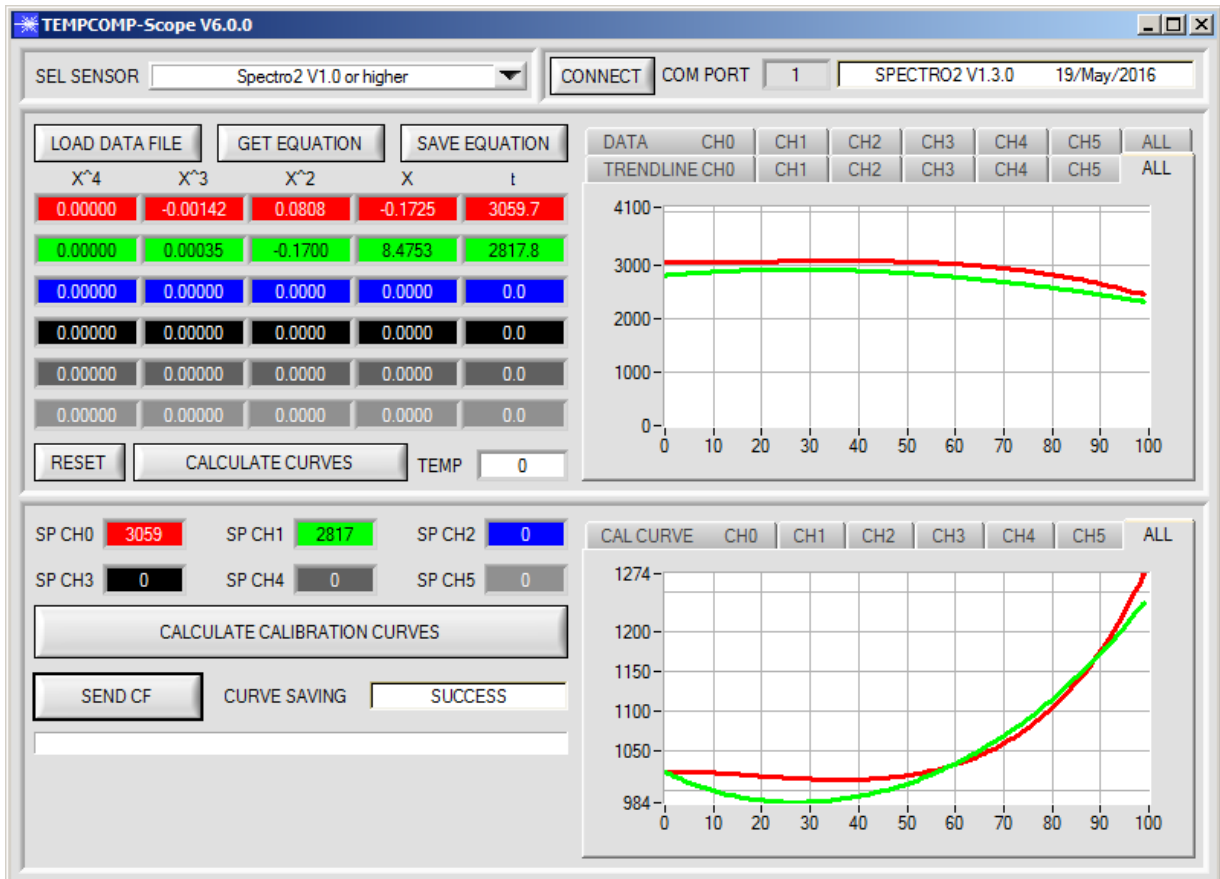 TEMPCOMP-Scope V6.0.0
SEL SENSOR Spectro2 V1.0 or higher
CONNECT COM PORT 1 SPECTRO2 V1.3.0 19/May/2016
LOAD DATA FILE GET EQUATION SAVE EQUATION
X^4 X^3 X^2 X t
0.00000 -0.00142 0.0808 -0.1725 3059.7
0.00000 0.00035 -0.1700 8.4753 2817.8
0.00000 0.00000 0.0000 0.0000 0.0
0.00000 0.00000 0.0000 0.0000 0.0
0.00000 0.00000 0.0000 0.0000 0.0
0.00000 0.00000 0.0000 0.0000 0.0
RESET CALCULATE CURVES TEMP 0
DATA CH0 CH1 CH2 CH3 CH4 CH5 ALL
TRENDLINE CH0 CH1 CH2 CH3 CH4 CH5 ALL
4100
3000
2000
1000
0
0 10 20 30 40 50 60 70 80 90 100
SP CH0 3059 SP CH1 2817 SP CH2 0
SP CH3 0 SP CH4 0 SP CH5 0
CALCULATE CALIBRATION CURVES
SEND CF CURVE SAVING SUCCESS
CAL CURVE CH0 CH1 CH2 CH3 CH4 CH5 ALL
1274
1200
1150
1100
1050
984
0 10 20 30 40 50 60 70 80 90 100